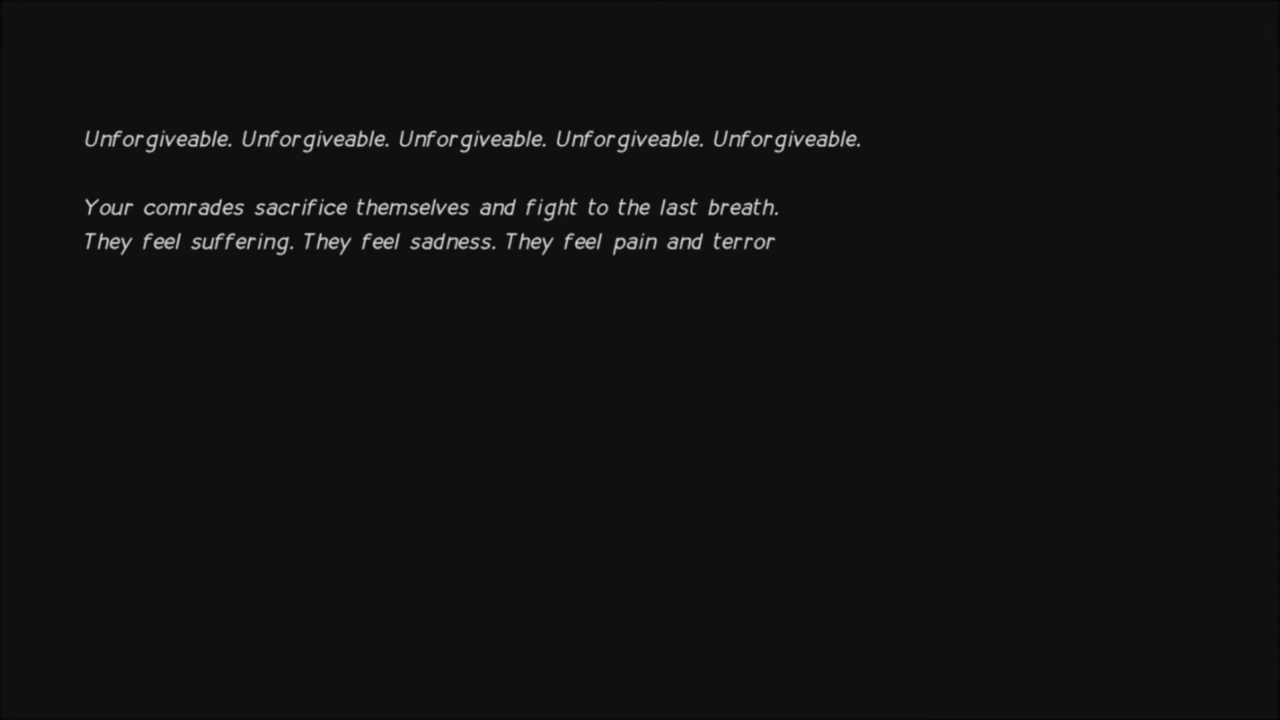 Unforgiveable. Unforgiveable. Unforgiveable. Unforgiveable. Unforgiveable.
Your comrades sacrifice themselves and fight to the last breath.
They feel suffering. They feel sadness. They feel pain and terror